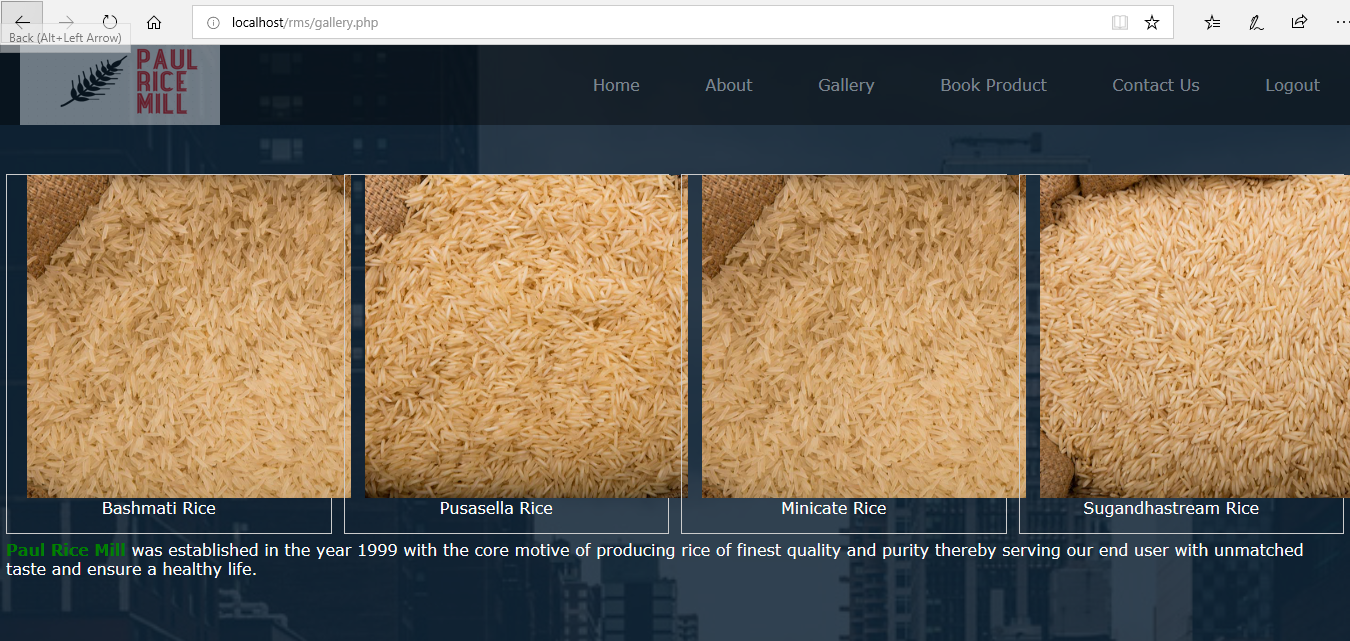 localhost/rms/gallery.php
Back (Alt+Left Arrow)
PAUL
RICE
MILL
Home About Gallery Book Product Contact Us Logout
Bashmati Rice Pusasella Rice Minicate Rice Sugandhastream Rice
Paul Rice Mill was established in the year 1999 with the core motive of producing rice of finest quality and purity thereby serving our end user with unmatched
taste and ensure a healthy life.